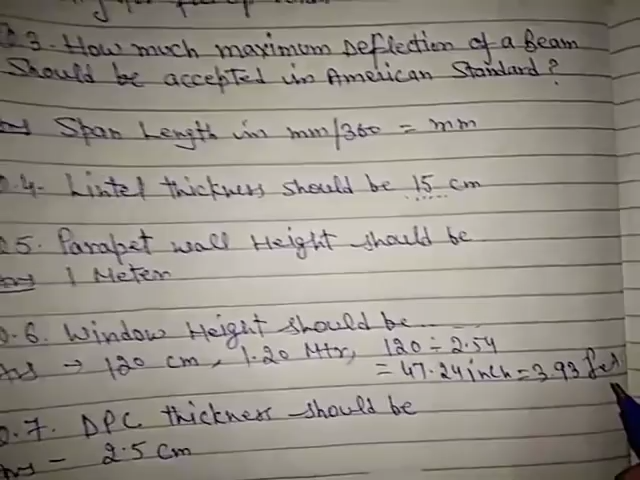 Q.3. How much maximum Deflection of a Beam
Should be accepted in American Standard?
Span Length in mm/360 = mm
Q.4. Lintel thickness should be 15 cm
Q.5. Parapet wall Height should be
Ans 1 Meter
Q.6. Window Height should be..
Ans → 120 cm, 1.20 Mtr, 120 ÷ 2.54
= 47.24 inch = 3.93 feet
Q.7. DPC thickness should be
Ans - 2.5 cm